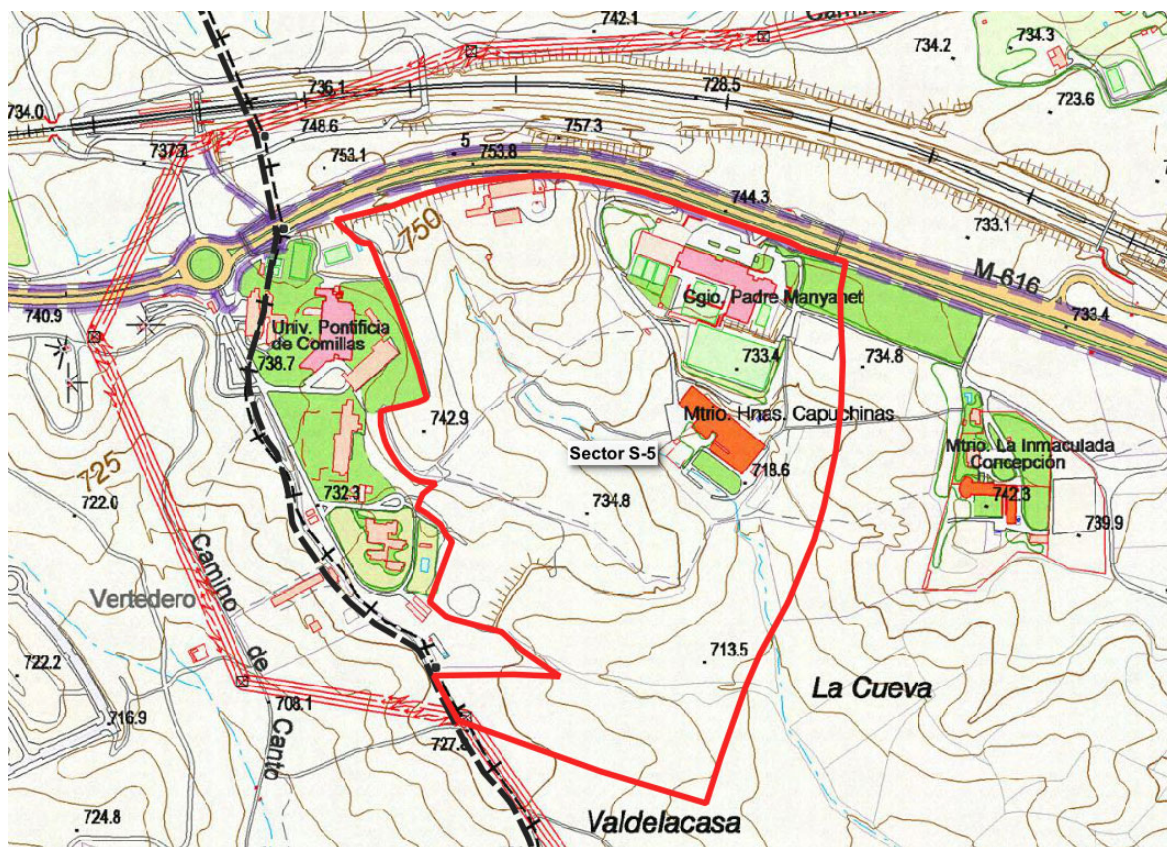 742.1
Camino
734.2
734.3
734.0
736.1
728.5
723.6
748.6
737.7
753.1
5
753.8
757.3
744.3
733.1
750
M-616
740.9
733.4
Univ. Pontificia
de Comillas
738.7
Cgio. Padre Manyanet
733.4
734.8
742.9
Mtrio. Hnas. Capuchinas
Sector S-5
718.6
Mtrio. La Inmaculada
Concepción
742.3
725
722.0
732.3
734.8
739.9
Camino
de
Canto
Vertedero
722.2
713.5
La Cueva
708.1
716.9
727.8
724.8
Valdelacasa